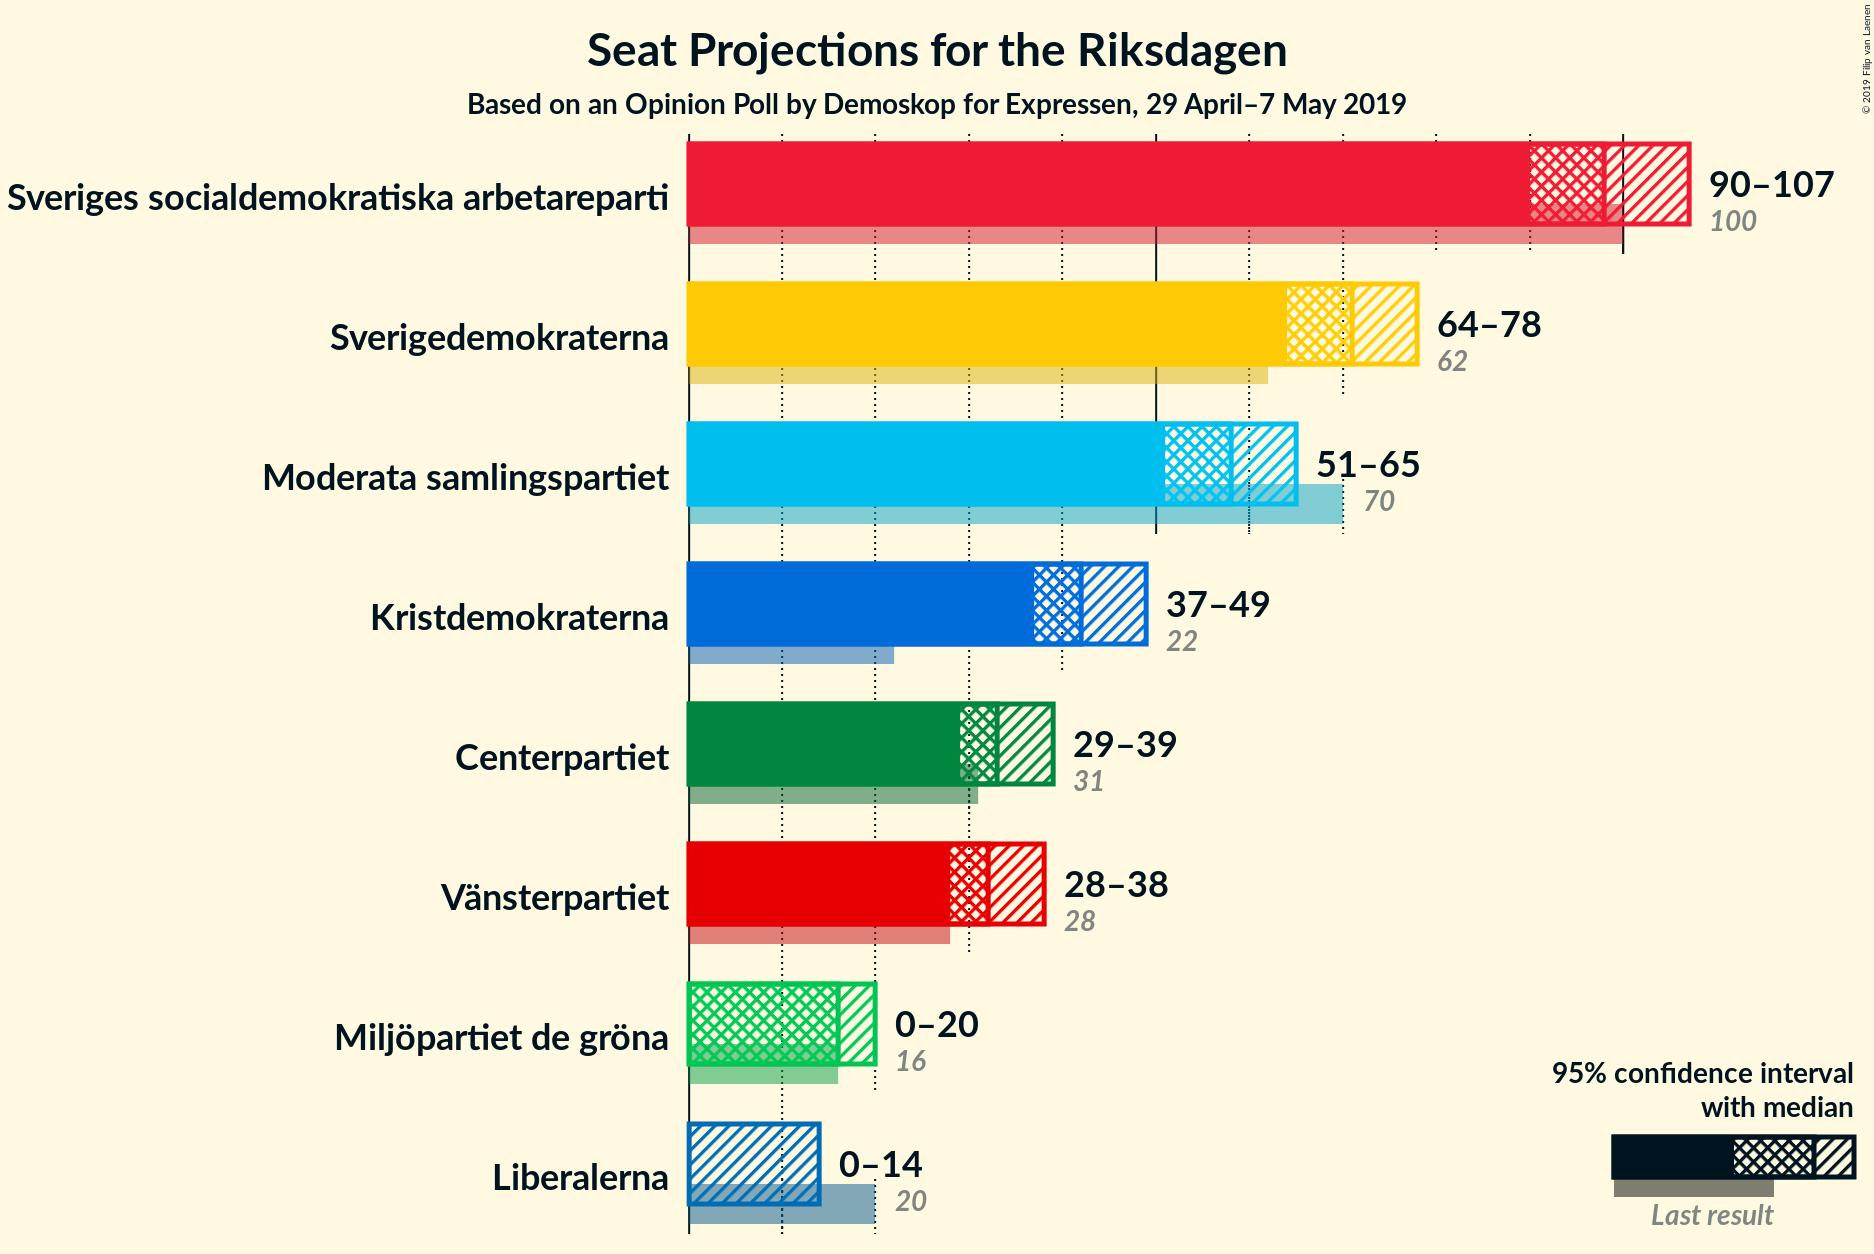 Seat Projections for the Riksdagen
Based on an Opinion Poll by Demoskop for Expressen, 29 April–7 May 2019
© 2019 Filip van Laenen
Sveriges socialdemokratiska arbetareparti
90–107
100
Sverigedemokraterna
64–78
62
Moderata samlingspartiet
51–65
70
Kristdemokraterna
37–49
22
Centerpartiet
29–39
31
Vänsterpartiet
28–38
28
Miljöpartiet de gröna
0–20
16
Liberalerna
0–14
20
95% confidence interval
with median
Last result